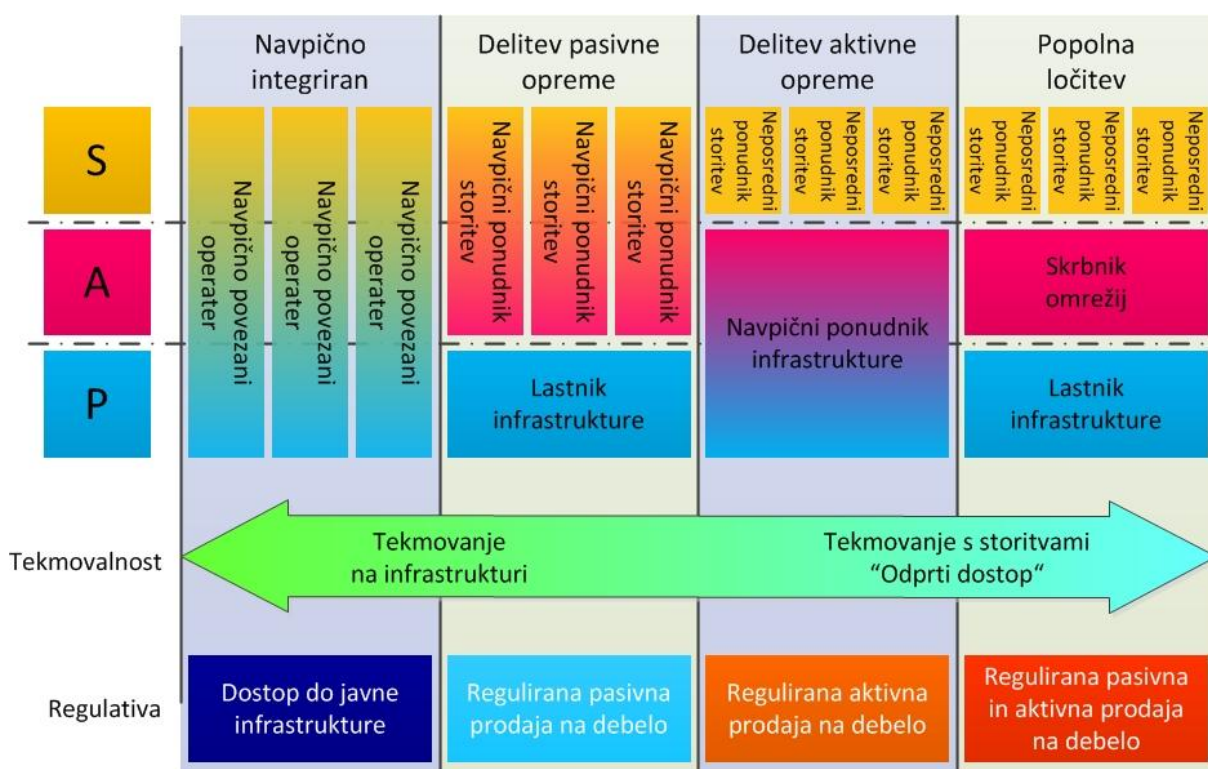 Navpično
integriran
Delitev pasivne
opreme
Delitev aktivne
opreme
Popolna
ločitev
S
A
P
Navpično povezani
operater
Navpično povezani
operater
Navpično povezani
operater
Navpični ponudnik
storitev
Navpični ponudnik
storitev
Navpični ponudnik
storitev
Lastnik
infrastrukture
Neposredni
ponudnik
storitev
Neposredni
ponudnik
storitev
Neposredni
ponudnik
storitev
Navpični ponudnik
infrastrukture
Neposredni
ponudnik
storitev
Neposredni
ponudnik
storitev
Neposredni
ponudnik
storitev
Skrbnik
omrežij
Lastnik
infrastrukture
Tekmovalnost
Tekmovanje
na infrastrukturi
Tekmovanje s storitvami
“Odprti dostop“
Regulativa
Dostop do javne
infrastrukture
Regulirana pasivna
prodaja na debelo
Regulirana aktivna
prodaja na debelo
Regulirana pasivna
in aktivna prodaja
na debelo